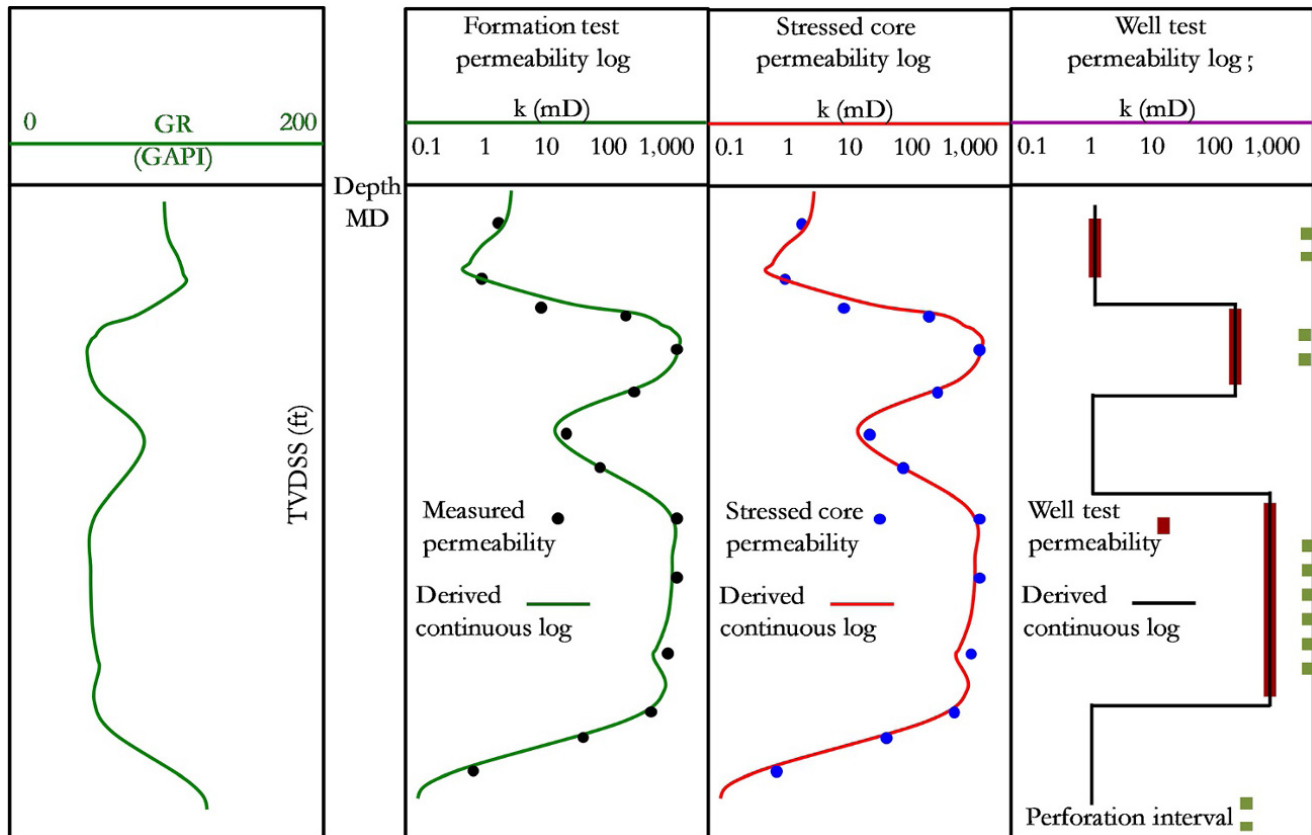 0 GR 200
(GAPI)
Depth
MD
TVDSS (ft)
Formation test
permeability log
k (mD)
0.1 1 10 100 1,000
Measured
permeability
Derived
continuous log
Stressed core
permeability log
k (mD)
0.1 1 10 100 1,000
Stressed core
permeability
Derived
continuous log
Well test
permeability log ;
k (mD)
0.1 1 10 100 1,000
Well test
permeability
Derived
continuous log
Perforation interval